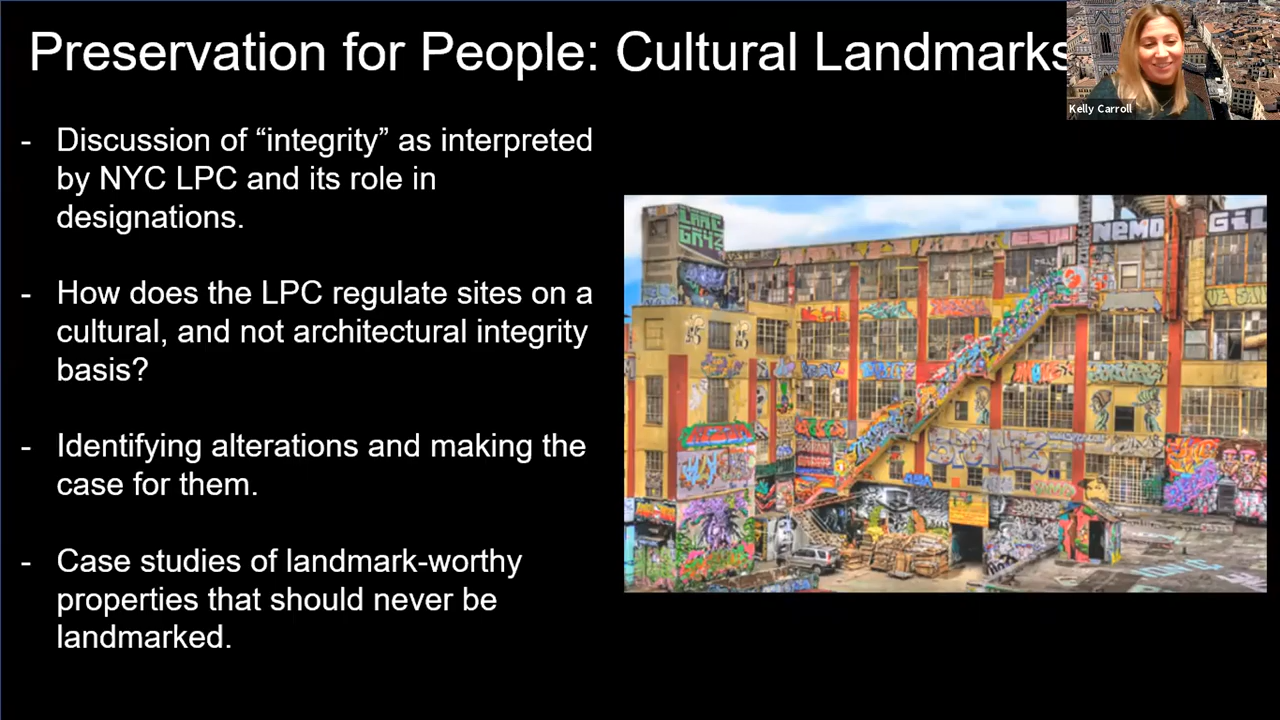 Preservation for People: Cultural Landmarks
Kelly Carroll
- Discussion of “integrity” as interpreted
by NYC LPC and its role in
designations.
- How does the LPC regulate sites on a
cultural, and not architectural integrity
basis?
- Identifying alterations and making the
case for them.
- Case studies of landmark-worthy
properties that should never be
landmarked.
NEMO